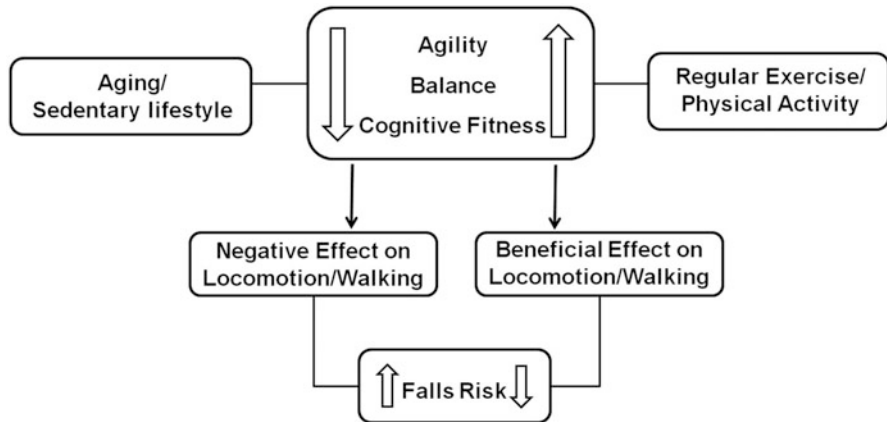 Agility
Balance
Cognitive Fitness
Aging/
Sedentary lifestyle
Regular Exercise/
Physical Activity
Negative Effect on
Locomotion/Walking
Beneficial Effect on
Locomotion/Walking
Falls Risk